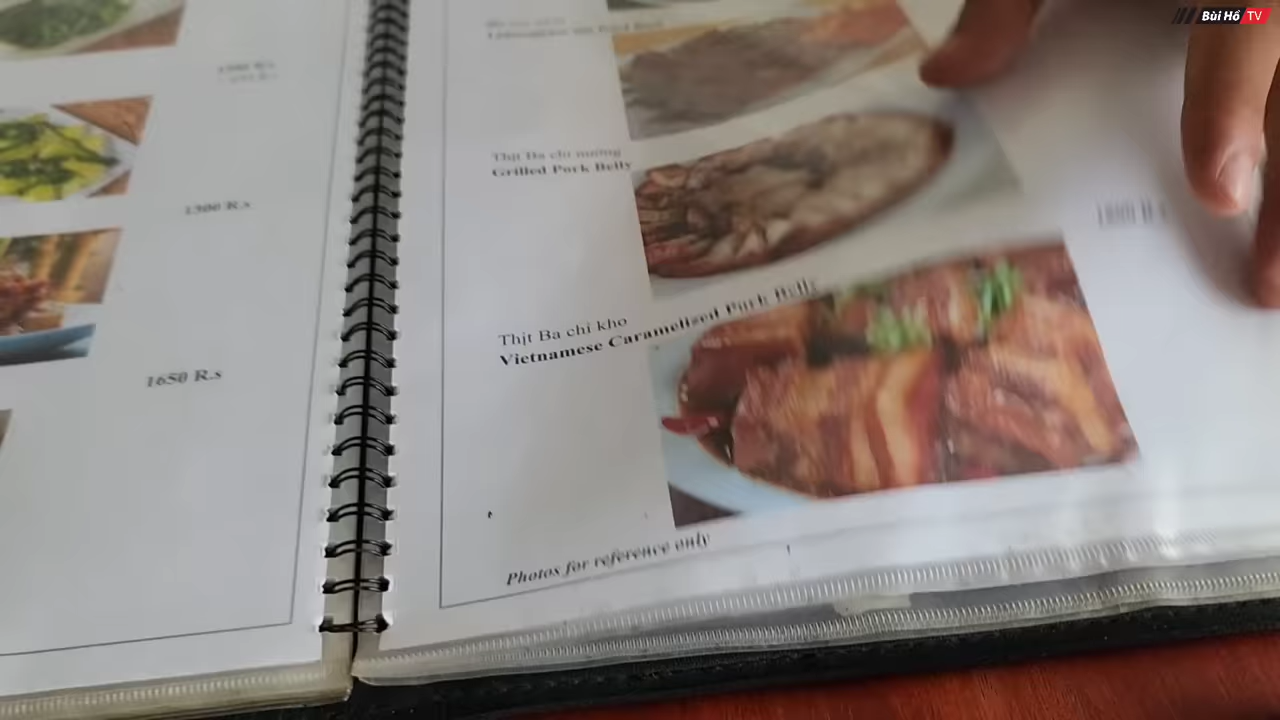 Bùi Hồ TV
1500 R.s
1650 R.s
Thịt Ba chỉ nướng
Grilled Pork Belly
Thịt Ba chỉ kho
Vietnamese Caramelized Pork Belly
Photos for reference only